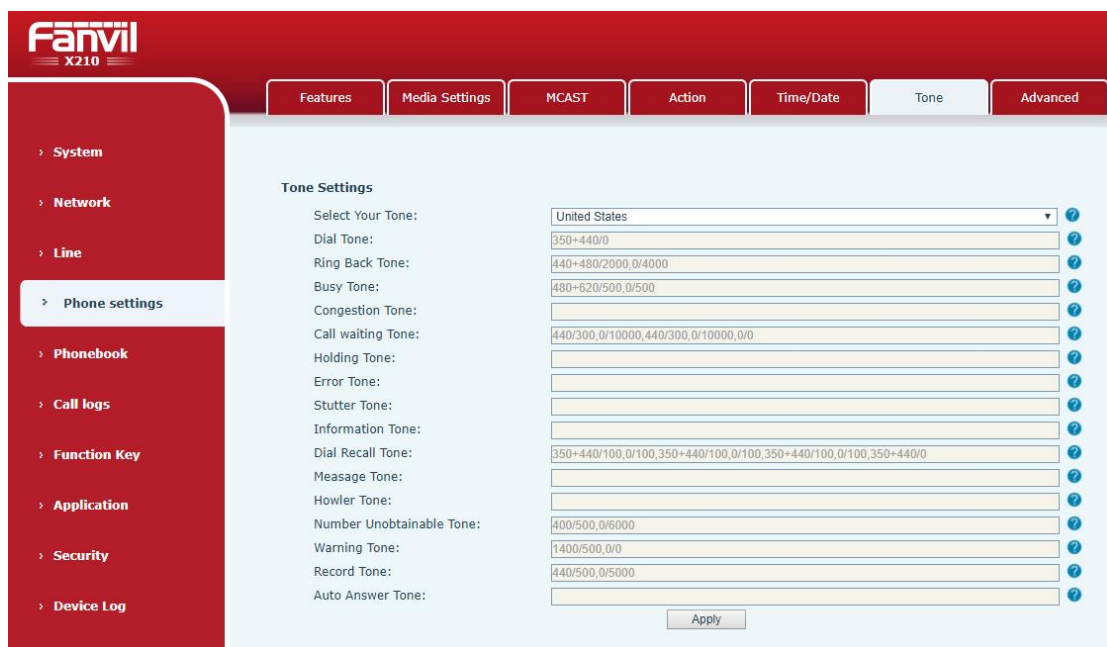 Fanvil
X210
Features Media Settings MCAST Action Time/Date Tone Advanced
› System
› Network
› Line
› Phone settings
› Phonebook
› Call logs
› Function Key
› Application
› Security
› Device Log
Tone Settings
Select Your Tone: United States
Dial Tone: 350+440/0
Ring Back Tone: 440+480/2000,0/4000
Busy Tone: 480+620/500,0/500
Congestion Tone:
Call waiting Tone: 440/300,0/10000,440/300,0/10000,0/0
Holding Tone:
Error Tone:
Stutter Tone:
Information Tone:
Dial Recall Tone: 350+440/100,0/100,350+440/100,0/100,350+440/100,0/100,350+440/0
Meassage Tone:
Howler Tone:
Number Unobtainable Tone: 400/500,0/6000
Warning Tone: 1400/500,0/0
Record Tone: 440/500,0/5000
Auto Answer Tone:
Apply